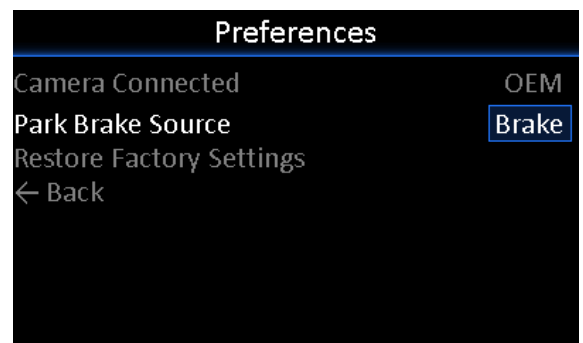 Preferences
Camera Connected OEM
Park Brake Source Brake
Restore Factory Settings
← Back